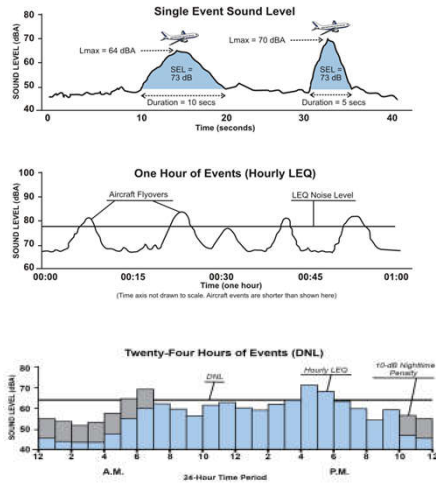 Single Event Sound Level
SOUND LEVEL (dBA)
80
70
60
50
40
Lmax = 64 dBA
Lmax = 70 dBA
SEL =
73 dB
SEL =
73 dB
Duration = 10 secs
Duration = 5 secs
0 10 20 30 40
Time (seconds)
One Hour of Events (Hourly LEQ)
SOUND LEVEL (dBA)
100
90
80
70
60
Aircraft Flyovers
LEQ Noise Level
00:00 00:15 00:30 00:45 01:00
Time (one hour)
(Time axis not drawn to scale. Aircraft events are shorter than shown here)
Twenty-Four Hours of Events (DNL)
SOUND LEVEL (dBA)
80
70
60
50
40
DNL
Hourly LEQ
10-dB Nighttime
Penalty
12 2 4 6 8 10 12 2 4 6 8 10 12
A.M. P.M.
24-Hour Time Period